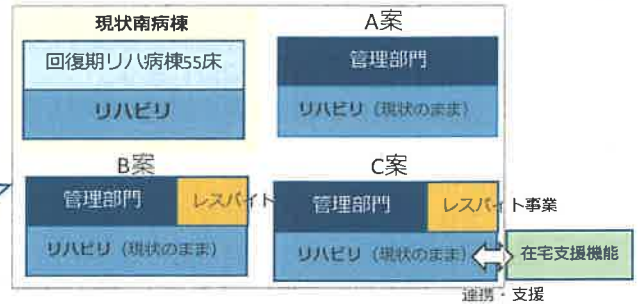 現状南病棟
回復期リハ病棟55床
リハビリ
A案
管理部門
リハビリ（現状のまま）
B案
管理部門
レスパイト
リハビリ（現状のまま）
C案
管理部門
レスパイト事業
リハビリ（現状のまま）
在宅支援機能
連携・支援